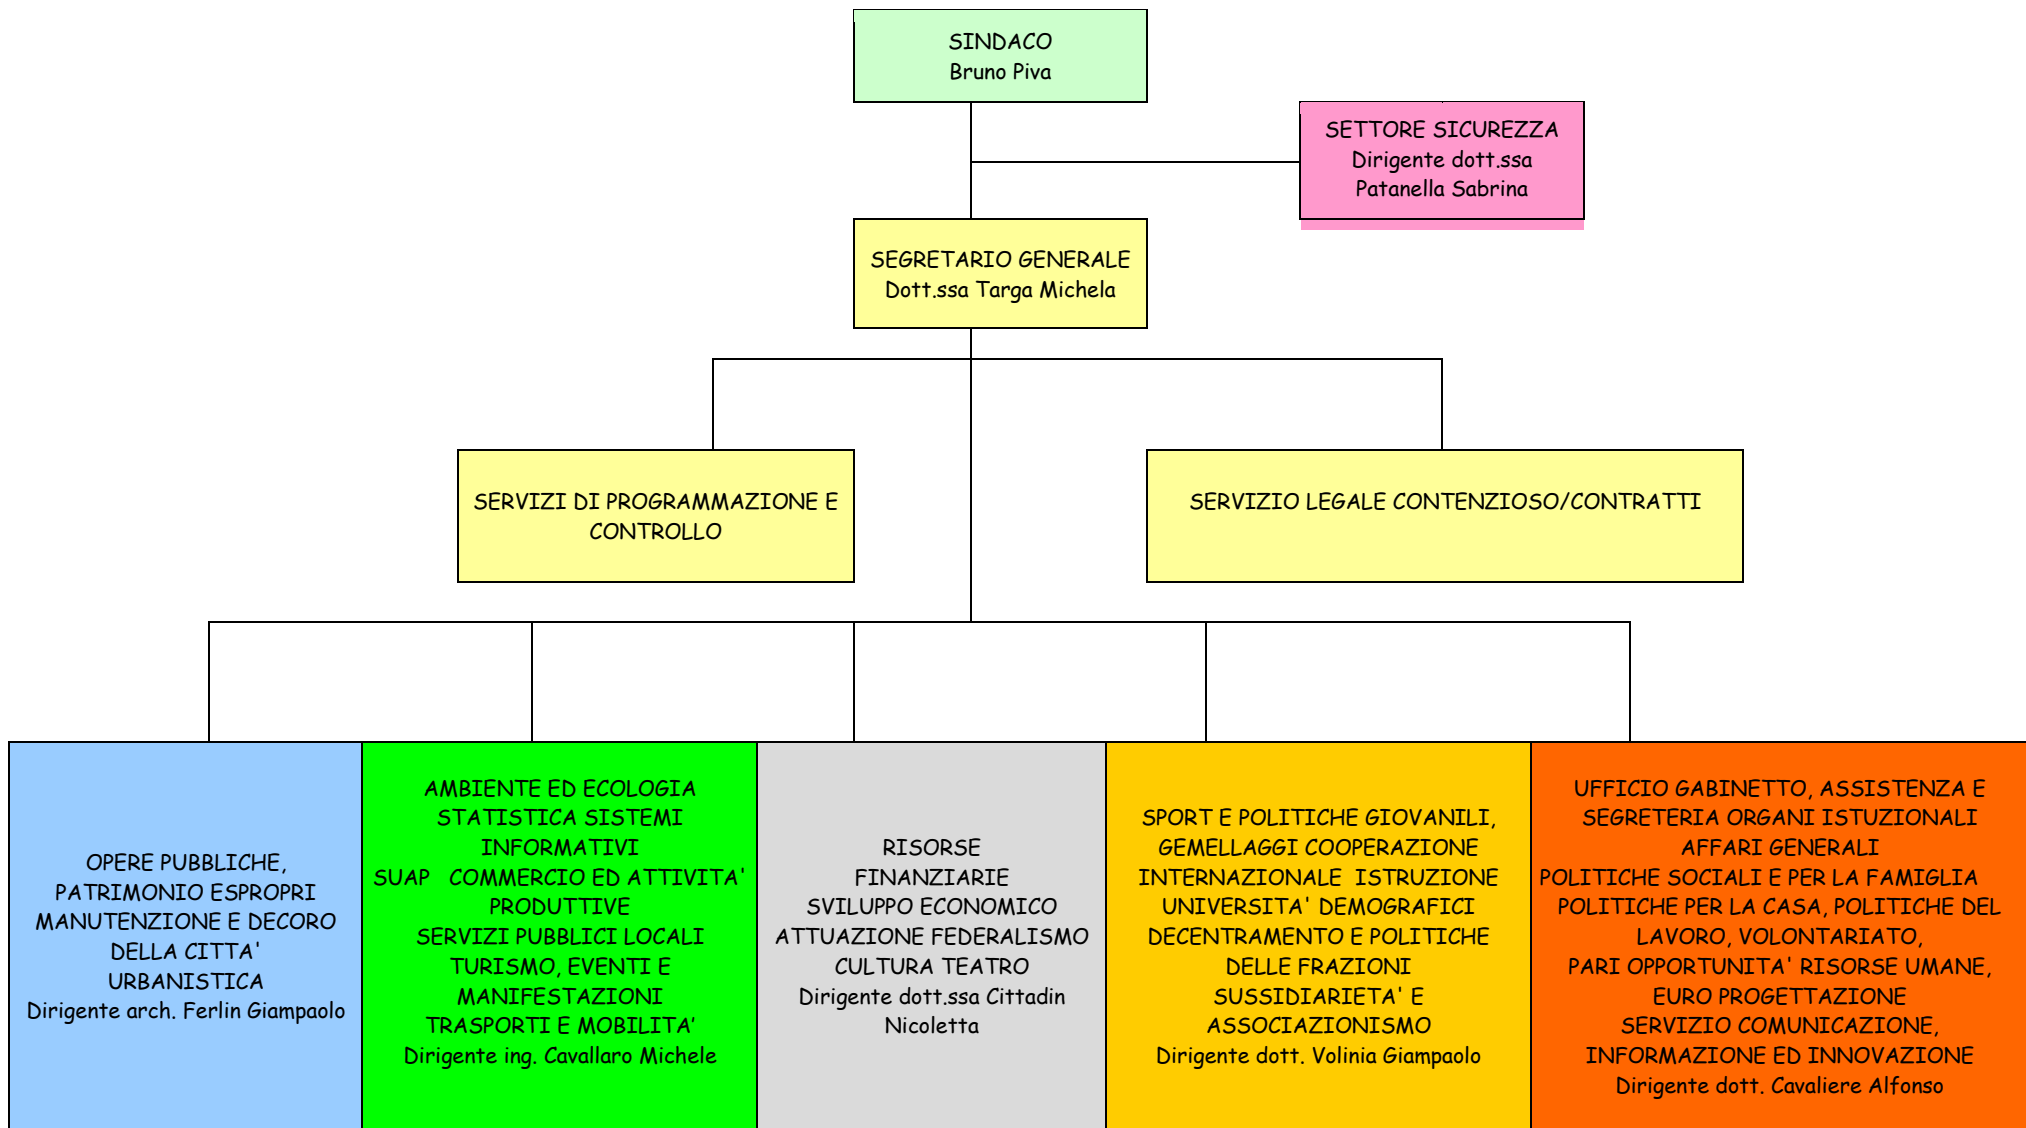 SINDACO
Bruno Piva
SETTORE SICUREZZA
Dirigente dott.ssa
Patanella Sabrina
SEGRETARIO GENERALE
Dott.ssa Targa Michela
SERVIZI DI PROGRAMMAZIONE E
CONTROLLO
SERVIZIO LEGALE CONTENZIOSO/CONTRATTI
OPERE PUBBLICHE,
PATRIMONIO ESPROPRI
MANUTENZIONE E DECORO
DELLA CITTA'
URBANISTICA
Dirigente arch. Ferlin Giampaolo
AMBIENTE ED ECOLOGIA
STATISTICA SISTEMI
INFORMATIVI
SUAP COMMERCIO ED ATTIVITA'
PRODUTTIVE
SERVIZI PUBBLICI LOCALI
TURISMO, EVENTI E
MANIFESTAZIONI
TRASPORTI E MOBILITA'
Dirigente ing. Cavallaro Michele
RISORSE
FINANZIARIE
SVILUPPO ECONOMICO
ATTUAZIONE FEDERALISMO
CULTURA TEATRO
Dirigente dott.ssa Cittadin
Nicoletta
SPORT E POLITICHE GIOVANILI,
GEMELLAGGI COOPERAZIONE
INTERNAZIONALE ISTRUZIONE
UNIVERSITA' DEMOGRAFICI
DECENTRAMENTO E POLITICHE
DELLE FRAZIONI
SUSSIDIARIETA' E
ASSOCIAZIONISMO
Dirigente dott. Volinia Giampaolo
UFFICIO GABINETTO, ASSISTENZA E
SEGRETERIA ORGANI ISTUZIONALI
AFFARI GENERALI
POLITICHE SOCIALI E PER LA FAMIGLIA
POLITICHE PER LA CASA, POLITICHE DEL
LAVORO, VOLONTARIATO,
PARI OPPORTUNITA' RISORSE UMANE,
EURO PROGETTAZIONE
SERVIZIO COMUNICAZIONE,
INFORMAZIONE ED INNOVAZIONE
Dirigente dott. Cavaliere Alfonso